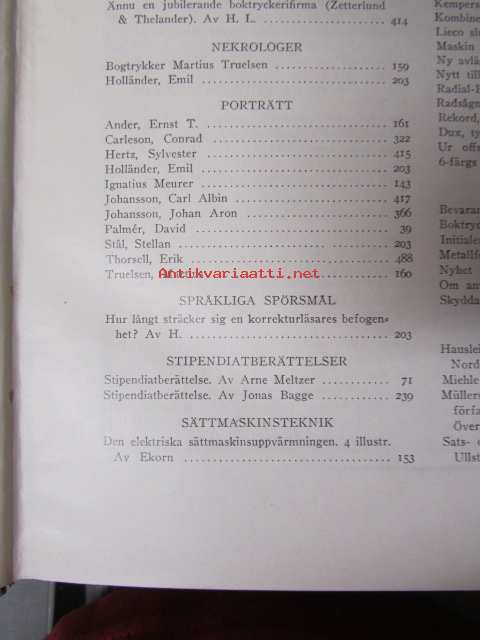 Ännu en jubilerande boktryckerifirma (Zetterlund
& Thelander). Av H. L. 414
NEKROLOGER
Bogtrykker Martius Truelsen 159
Holländer, Emil 203
PORTRÄTT
Ander, Ernst T. 161
Carleson, Conrad 322
Hertz, Sylvester 415
Holländer, Emil 203
Ignatius Meurer 143
Johansson, Carl Albin 417
Johansson, Johan Aron 366
Palmér, David 39
Stål, Stellan 203
Thorsell, Erik 488
Truelsen, 160
Antikvariaatti.net
SPRÅKLIGA SPÖRSMÅL
Hur långt sträcker sig en korrekturläsares befogen-
het? Av H. 203
STIPENDIATBERÄTTELSER
Stipendiatberättelse. Av Arne Meltzer 71
Stipendiatberättelse. Av Jonas Bagge 239
SÄTTMASKINSTEKNIK
Den elektriska sättmaskinsuppvärmningen. 4 illustr.
Av Ekorn 153
Kempers
Kombine
Lieco slu
Maskin
Ny avlä
Nytt till
Radial-
Radsågn
Rekord,
Dux, ty
Ur offs
6-färgs
Bevaran
Boktryc
Initialer
Metallfö
Nyhet
Om an
Skydda
Hauslei
Nord
Miehle
Müllers
förfa
Över
Sats- o
Ullst